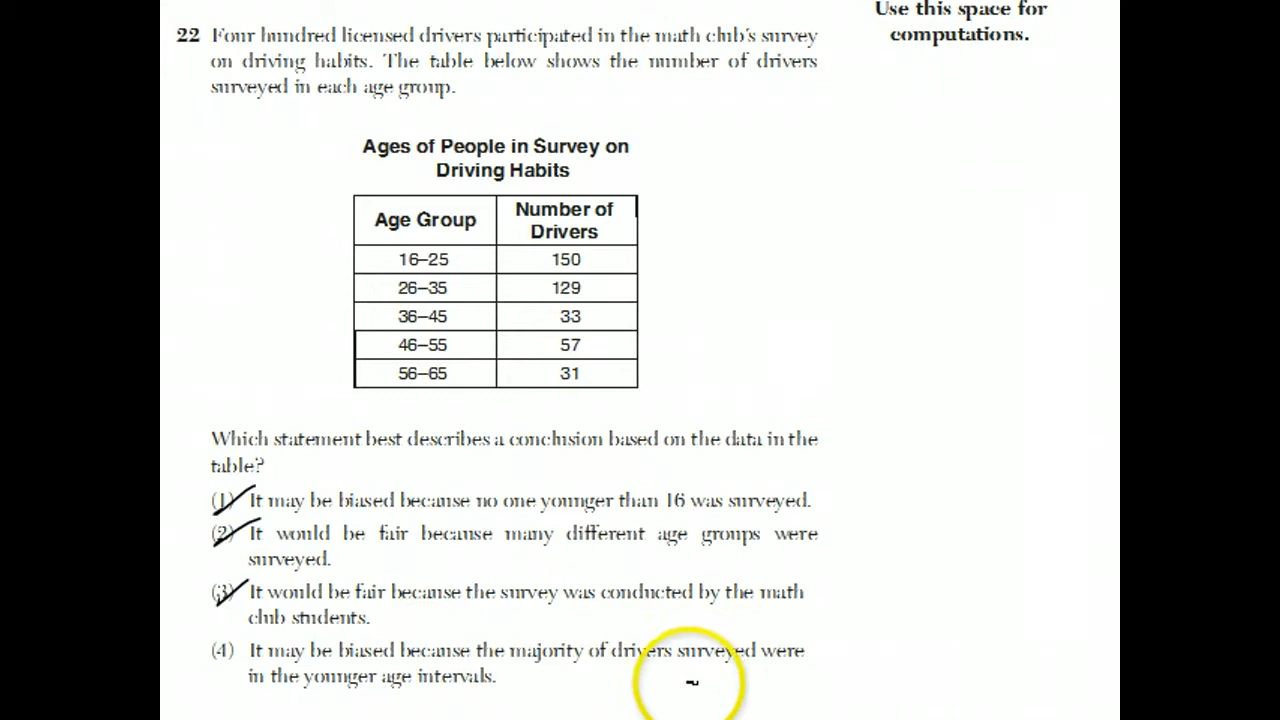 Use this space for
computations.
22 Four hundred licensed drivers participated in the math club's survey
on driving habits. The table below shows the number of drivers
surveyed in each age group.
Ages of People in Survey on
Driving Habits
Age Group Number of Drivers
16–25 150
26–35 129
36–45 33
46–55 57
56–65 31
Which statement best describes a conclusion based on the data in the
table?
(1) It may be biased because no one younger than 16 was surveyed.
(2) It would be fair because many different age groups were
surveyed.
(3) It would be fair because the survey was conducted by the math
club students.
(4) It may be biased because the majority of drivers surveyed were
in the younger age intervals.